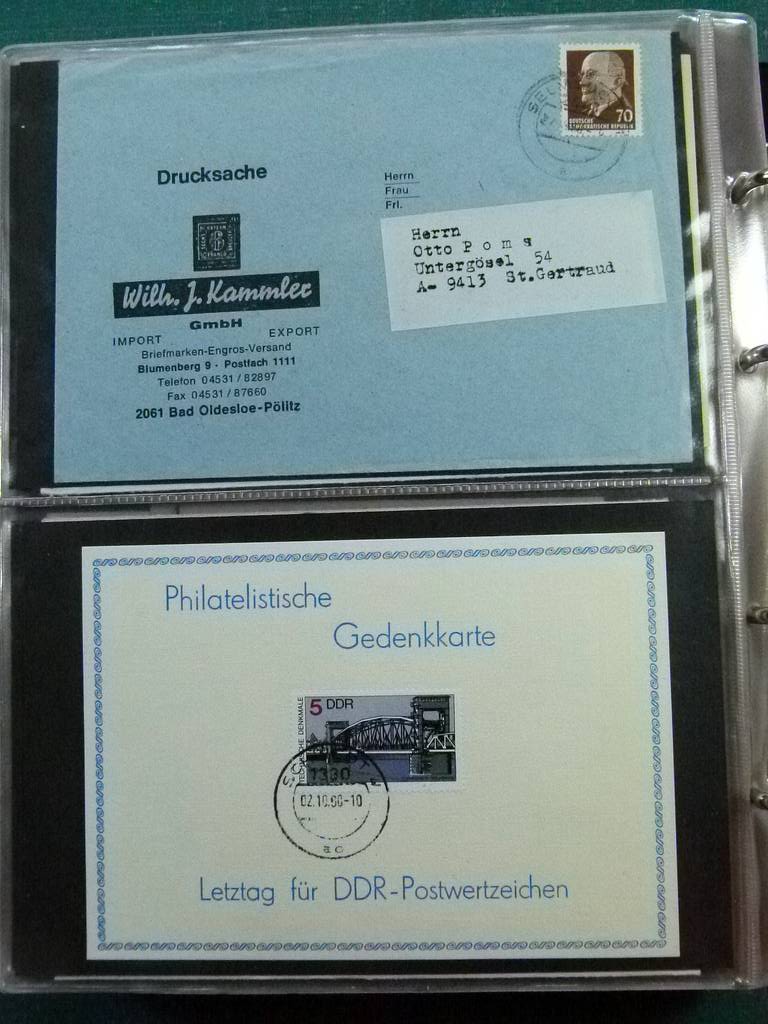 70
DEUTSCHE
DEMOKRATISCHE REPUBLIK
Drucksache
Herrn
Frau
Frl.
Herrn
Otto P o m s
Untergösel 54
A- 9413 St.Gertraud
Wilh. J. Kammler
GmbH
IMPORT EXPORT
Briefmarken-Engros-Versand
Blumenberg 9 · Postfach 1111
Telefon 04531/82897
Fax 04531/87660
2061 Bad Oldesloe-Pölitz
Philatelistische
Gedenkkarte
5 DDR
TECHNISCHE DENKMALE
1330
02.10.90-10
ac
Letztag für DDR-Postwertzeichen